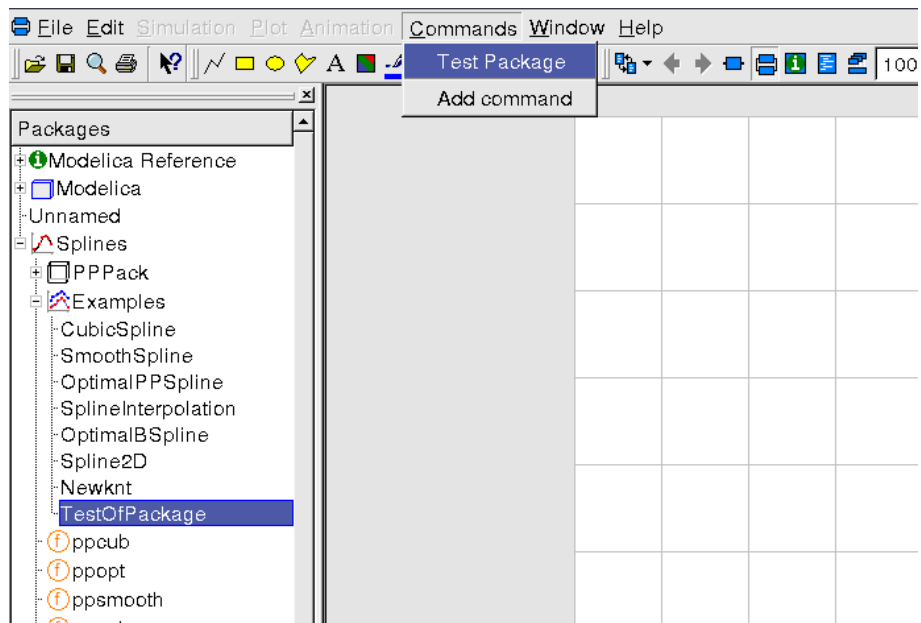 File Edit Simulation Plot Animation Commands Window Help
A 100
Test Package
Add command
Packages
Modelica Reference
Modelica
Unnamed
Splines
PPPack
Examples
CubicSpline
SmoothSpline
OptimalPPSpline
SplineInterpolation
OptimalBSpline
Spline2D
Newknt
TestOfPackage
ppcub
ppopt
ppsmooth